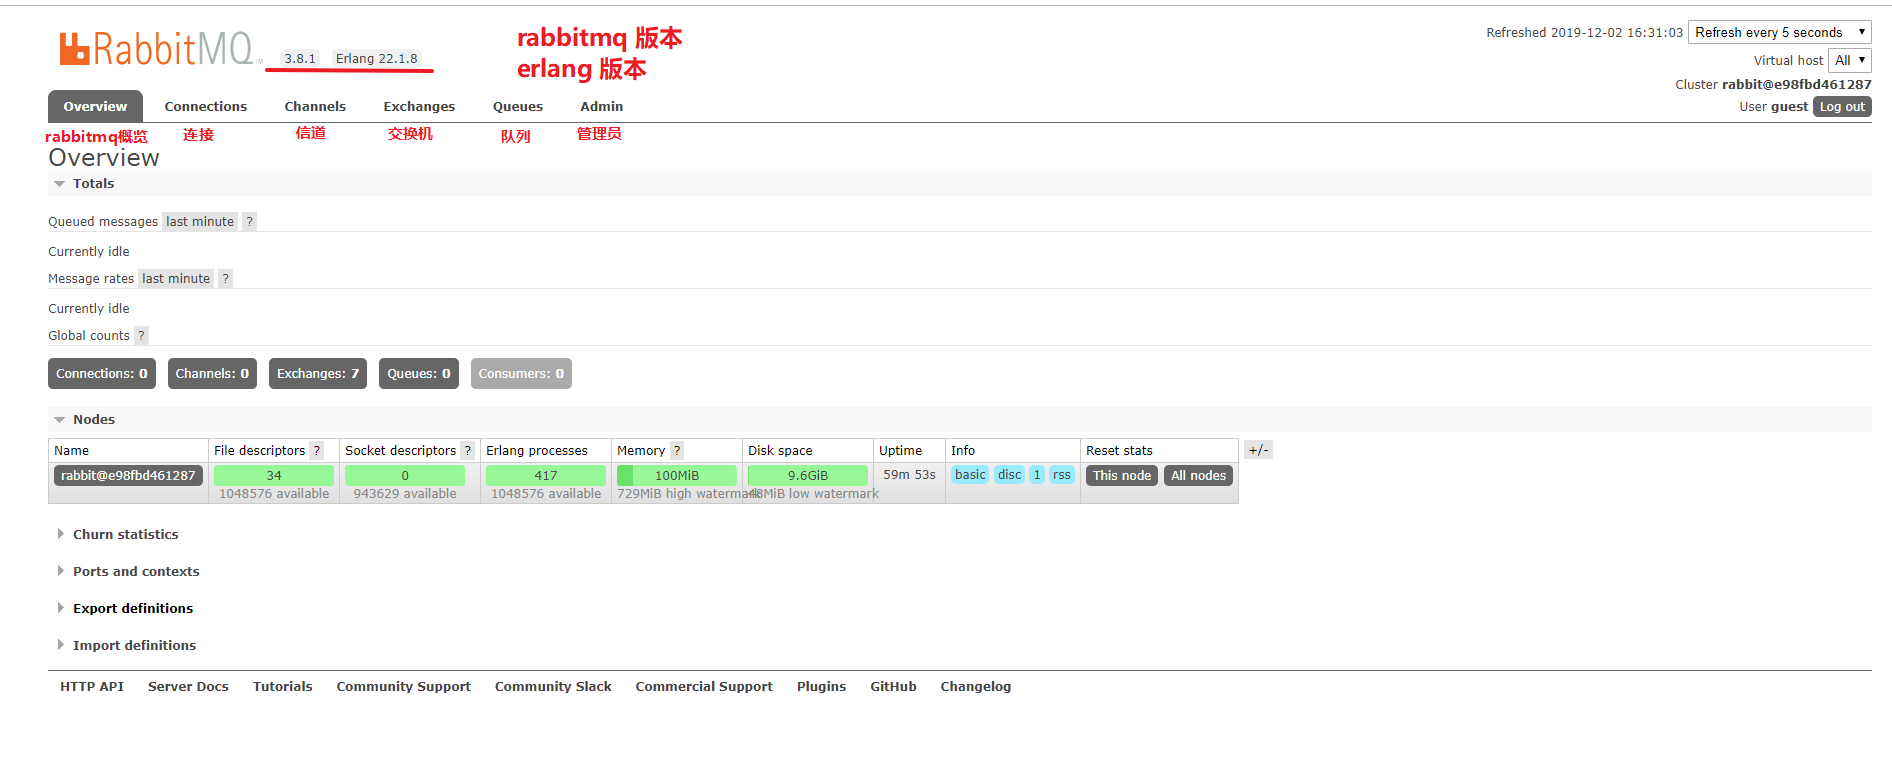 RabbitMQ TM 3.8.1 Erlang 22.1.8
rabbitmq 版本
erlang 版本
Refreshed 2019-12-02 16:31:03 Refresh every 5 seconds
Virtual host All
Cluster rabbit@e98fbd461287
User guest Log out
Overview Connections Channels Exchanges Queues Admin
rabbitmq概览 连接 信道 交换机 队列 管理员
Overview
Totals
Queued messages last minute ?
Currently idle
Message rates last minute ?
Currently idle
Global counts ?
Connections: 0 Channels: 0 Exchanges: 7 Queues: 0 Consumers: 0
Nodes
Name File descriptors ? Socket descriptors ? Erlang processes Memory ? Disk space Uptime Info Reset stats +/-
rabbit@e98fbd461287 34 0 417 100MiB 9.6GiB 59m 53s basic disc 1 rss This node All nodes
1048576 available 943629 available 1048576 available 729MiB high watermark 48MiB low watermark
Churn statistics
Ports and contexts
Export definitions
Import definitions
HTTP API Server Docs Tutorials Community Support Community Slack Commercial Support Plugins GitHub Changelog